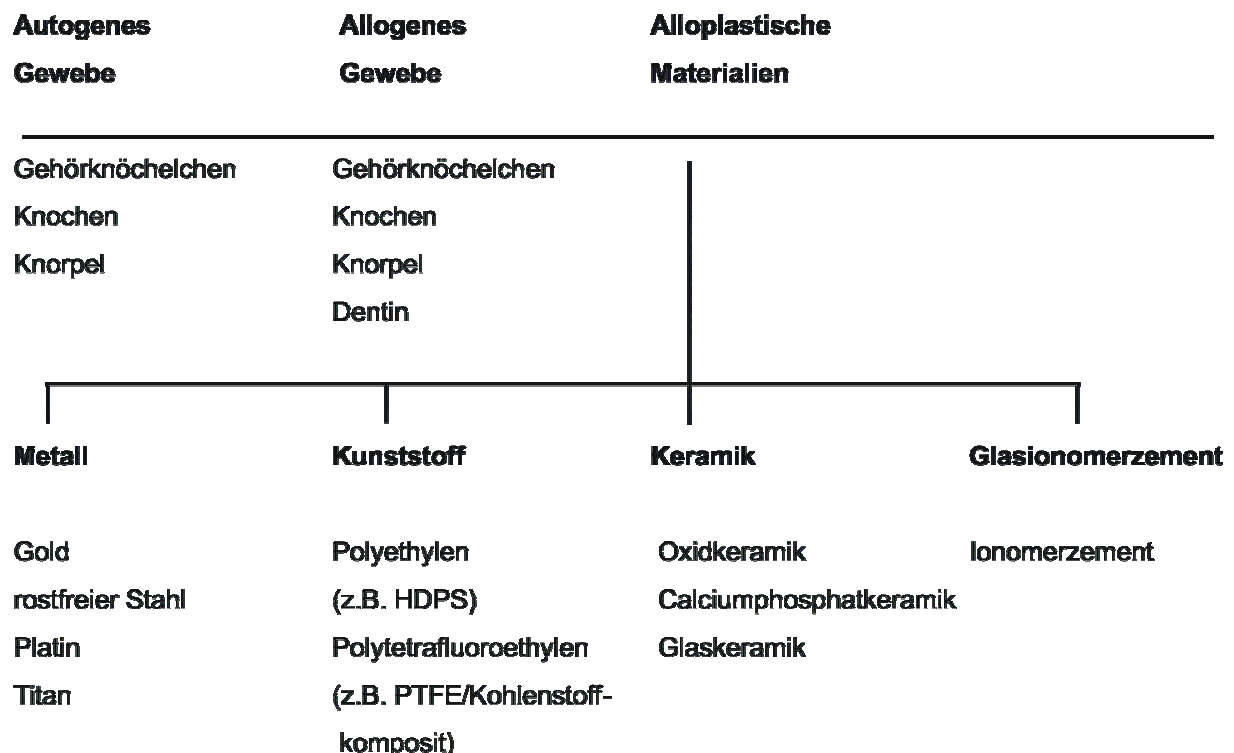 Autogenes Allogenes Alloplastische
Gewebe Gewebe Materialien
Gehörknöchelchen Gehörknöchelchen
Knochen Knochen
Knorpel Knorpel
Dentin
Metall Kunststoff Keramik Glasionomerzement
Gold Polyethylen Oxidkeramik Ionomerzement
rostfreier Stahl (z.B. HDPS) Calciumphosphatkeramik
Platin Polytetrafluoroethylen Glaskeramik
Titan (z.B. PTFE/Kohlenstoff-
komposit)